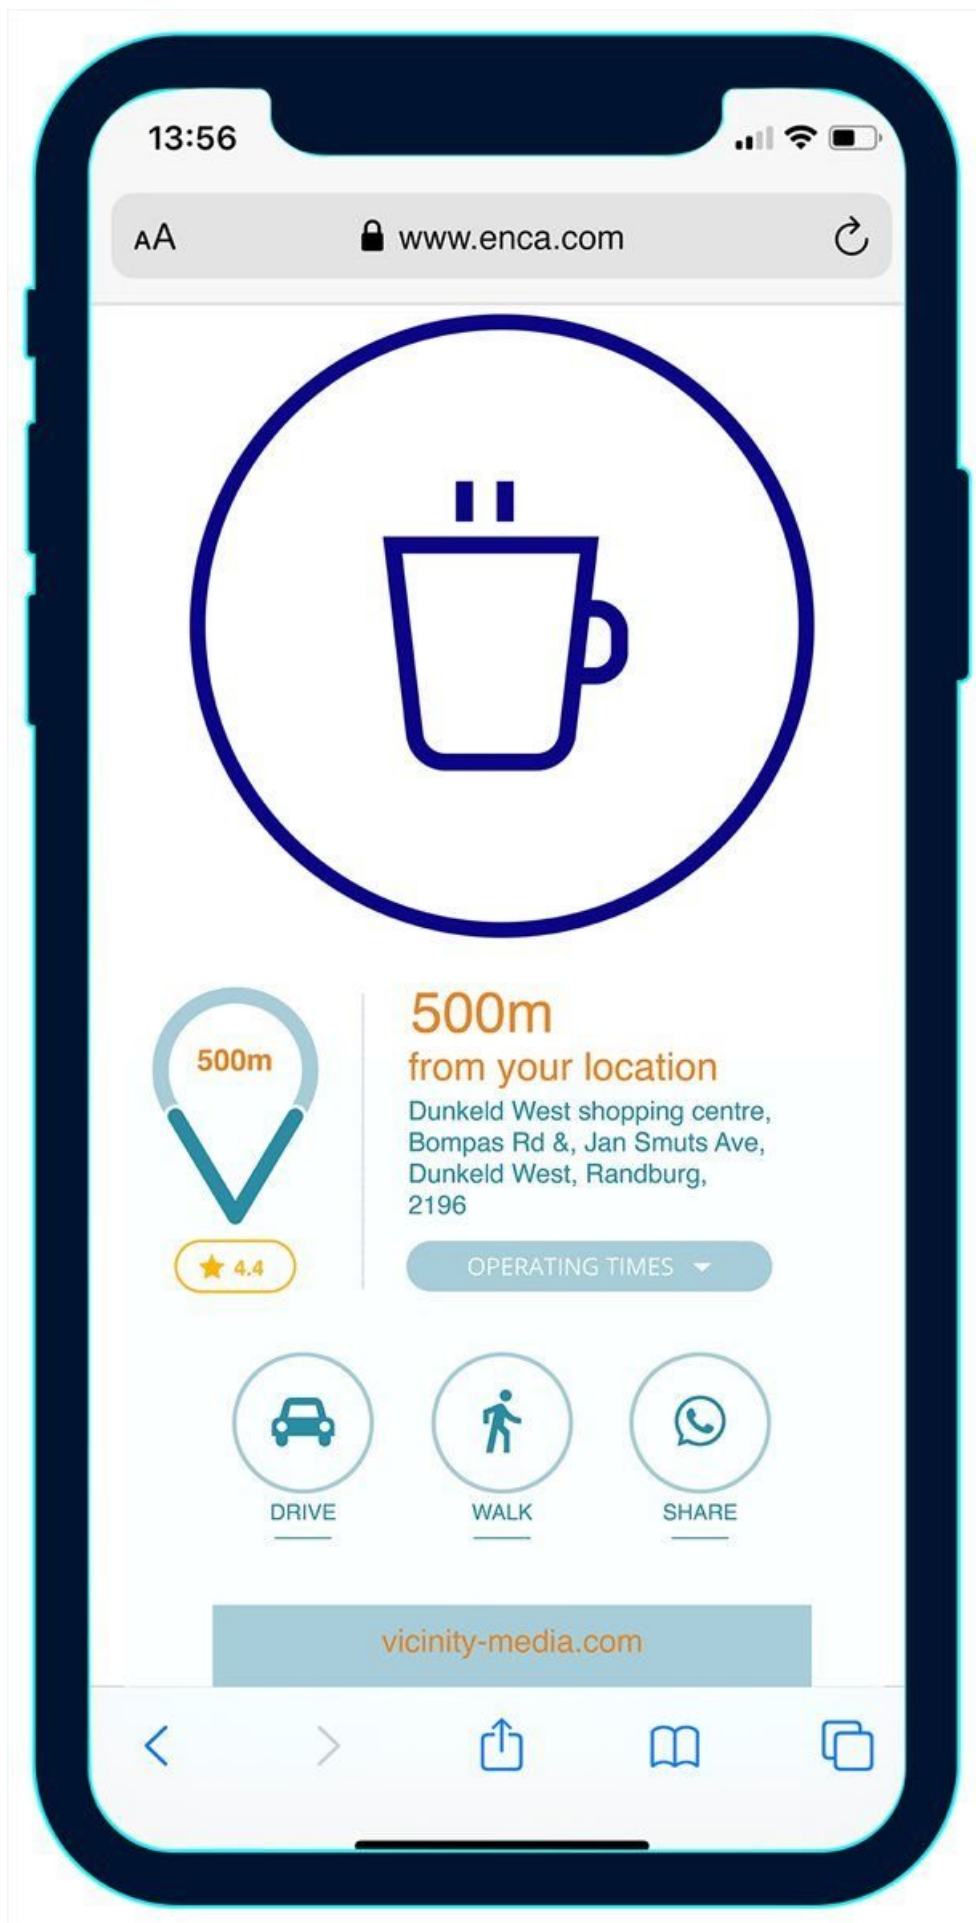 13:56
AA www.enca.com
500m
from your location
500m
Dunkeld West shopping centre,
Bompas Rd &, Jan Smuts Ave,
Dunkeld West, Randburg,
2196
4.4
OPERATING TIMES
DRIVE WALK SHARE
vicinity-media.com